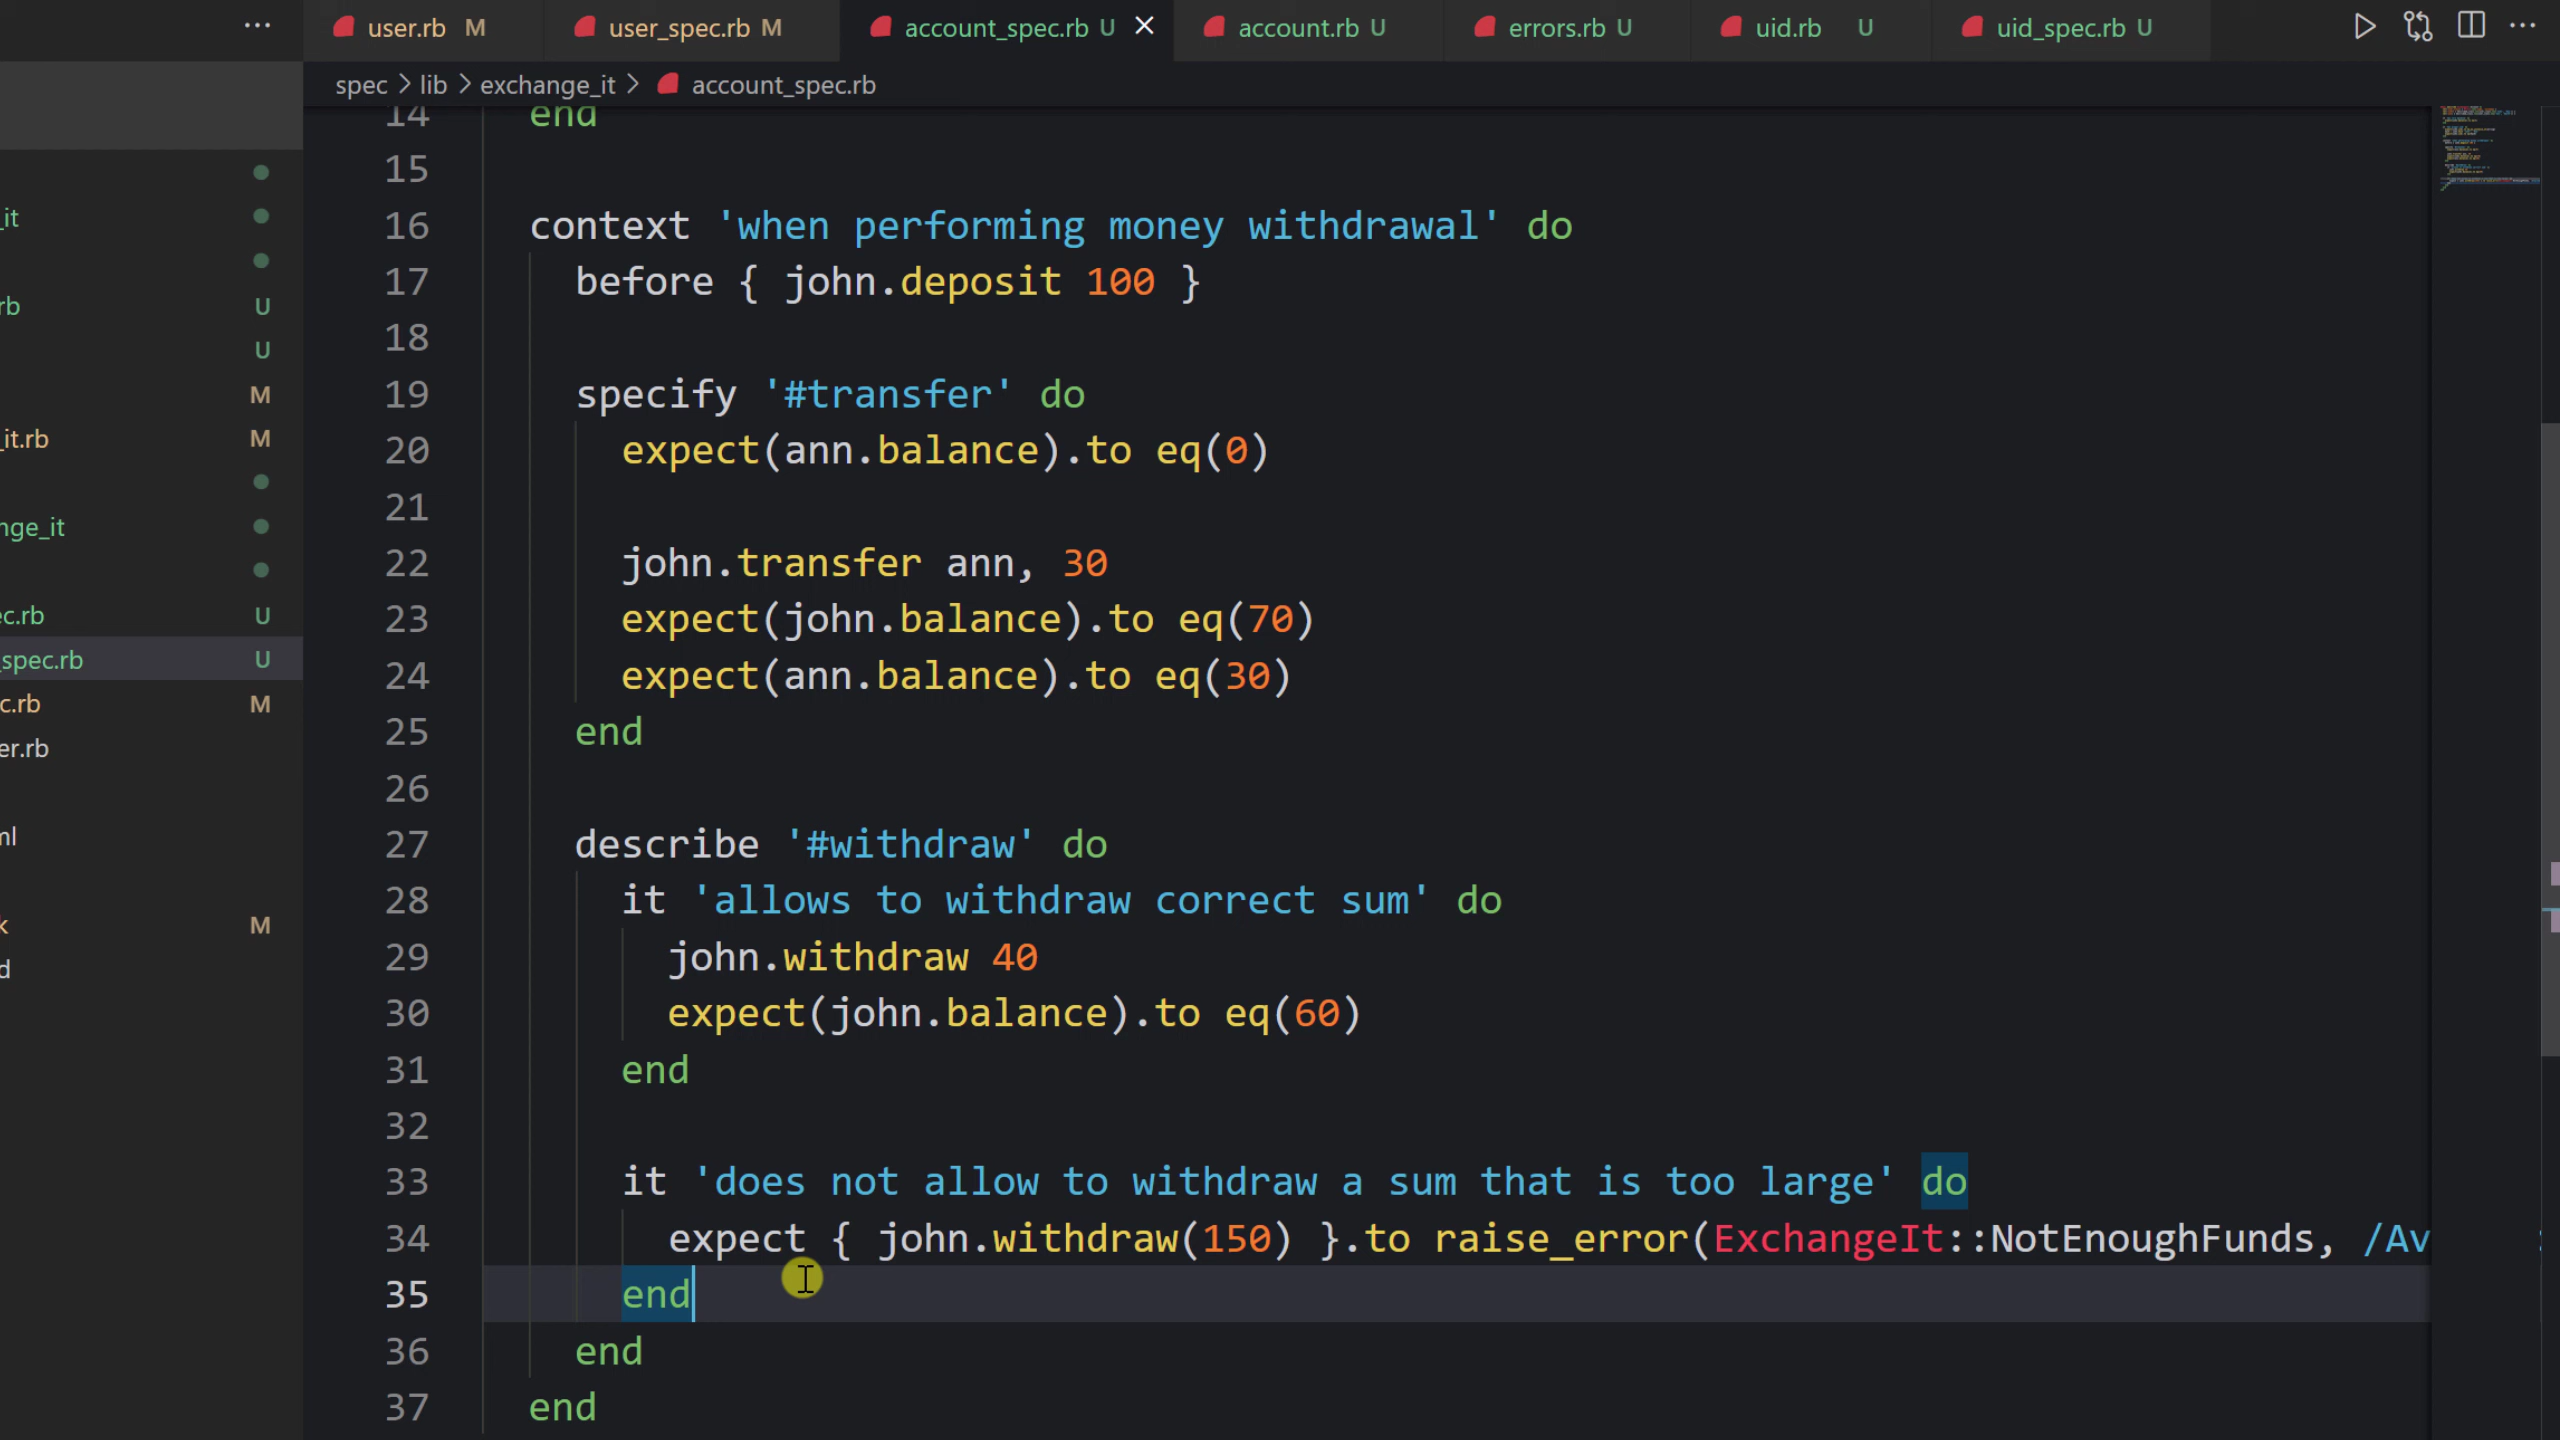 ··· user.rb M user_spec.rb M account_spec.rb U account.rb U errors.rb U uid.rb U uid_spec.rb U ···
spec > lib > exchange_it > account_spec.rb
_it
rb U
U
M
_it.rb M
nge_it
ec.rb U
_spec.rb U
c.rb M
er.rb
ml
k M
d
14 end
15
16 context 'when performing money withdrawal' do
17 before { john.deposit 100 }
18
19 specify '#transfer' do
20 expect(ann.balance).to eq(0)
21
22 john.transfer ann, 30
23 expect(john.balance).to eq(70)
24 expect(ann.balance).to eq(30)
25 end
26
27 describe '#withdraw' do
28 it 'allows to withdraw correct sum' do
29 john.withdraw 40
30 expect(john.balance).to eq(60)
31 end
32
33 it 'does not allow to withdraw a sum that is too large' do
34 expect { john.withdraw(150) }.to raise_error(ExchangeIt::NotEnoughFunds, /Av
35 end
36 end
37 end